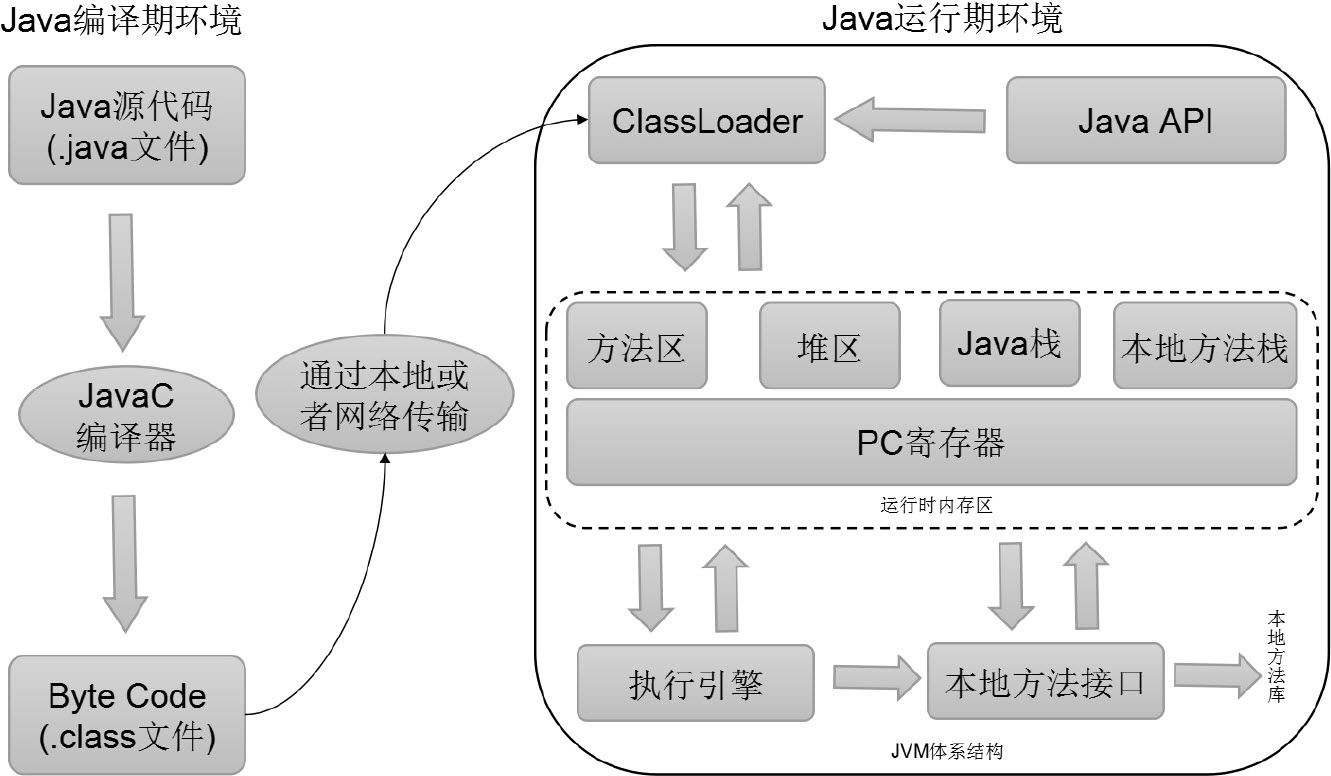 Java编译期环境
Java源代码
(.java文件)
JavaC
编译器
Byte Code
(.class文件)
通过本地或
者网络传输
Java运行期环境
ClassLoader
Java API
方法区
堆区
Java栈
本地方法栈
PC寄存器
运行时内存区
执行引擎
本地方法接口
本地方法库
JVM体系结构